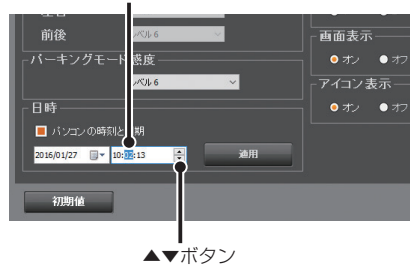 前後
レベル 6
画面表示
オン
オフ
パーキングモード感度
レベル 6
アイコン表示
オン
オフ
日時
パソコンの時刻と同期
2016/01/27
10:02:13
適用
初期値
▲▼ボタン